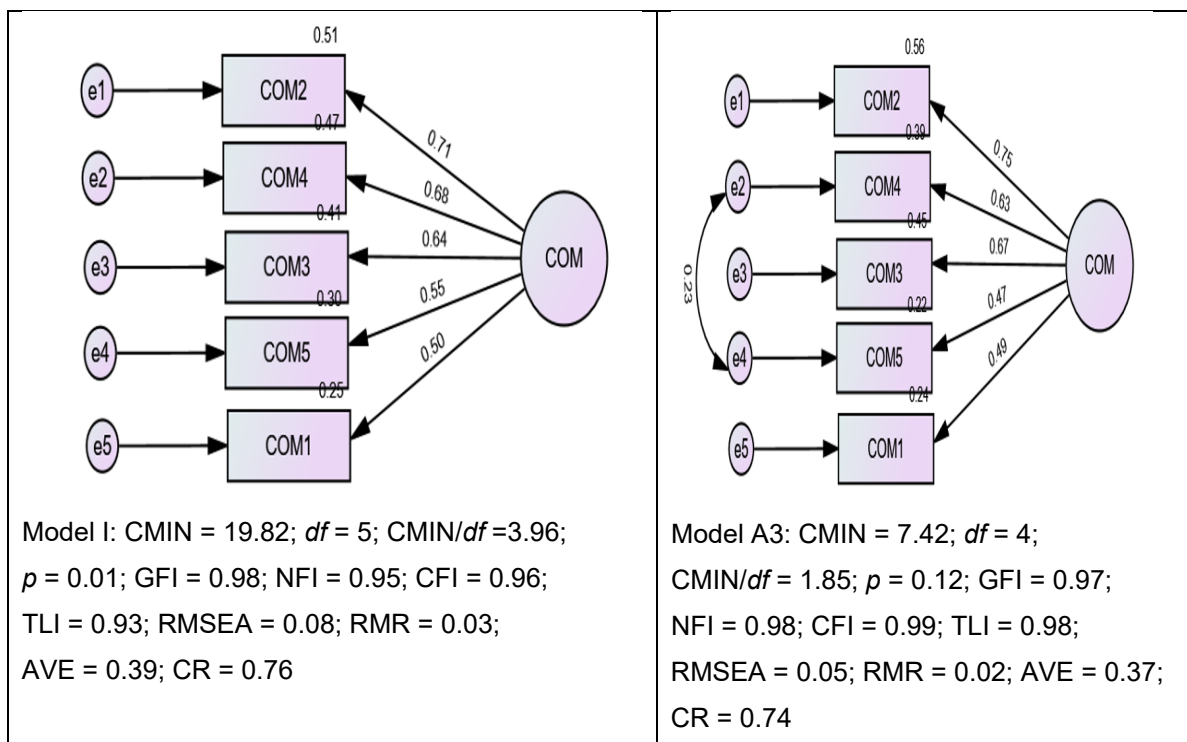 0.51
e1 COM2
0.71
0.47
e2 COM4
0.68
0.41
e3 COM3
0.64
COM
0.30
e4 COM5
0.55
0.25
e5 COM1
0.50
Model I: CMIN = 19.82; df = 5; CMIN/df =3.96;
p = 0.01; GFI = 0.98; NFI = 0.95; CFI = 0.96;
TLI = 0.93; RMSEA = 0.08; RMR = 0.03;
AVE = 0.39; CR = 0.76
0.56
e1 COM2
0.75
0.39
e2 COM4
0.63
0.45
e3 COM3
0.67
COM
0.23
0.22
e4 COM5
0.47
0.24
e5 COM1
0.49
Model A3: CMIN = 7.42; df = 4;
CMIN/df = 1.85; p = 0.12; GFI = 0.97;
NFI = 0.98; CFI = 0.99; TLI = 0.98;
RMSEA = 0.05; RMR = 0.02; AVE = 0.37;
CR = 0.74